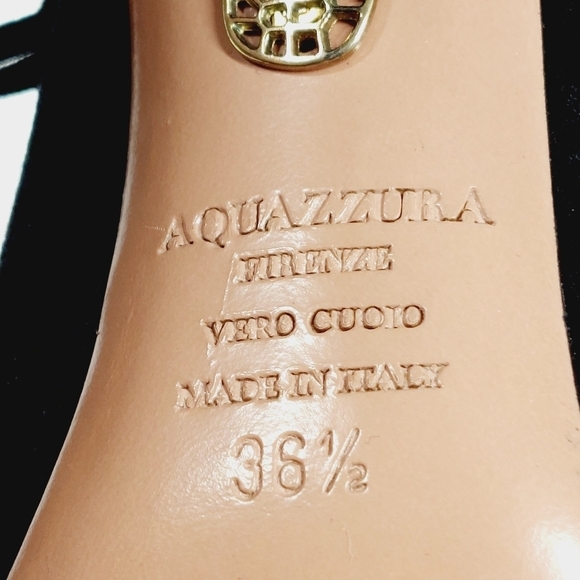 AQUAZZURA
FIRENZE
VERO CUOIO
MADE IN ITALY
36½